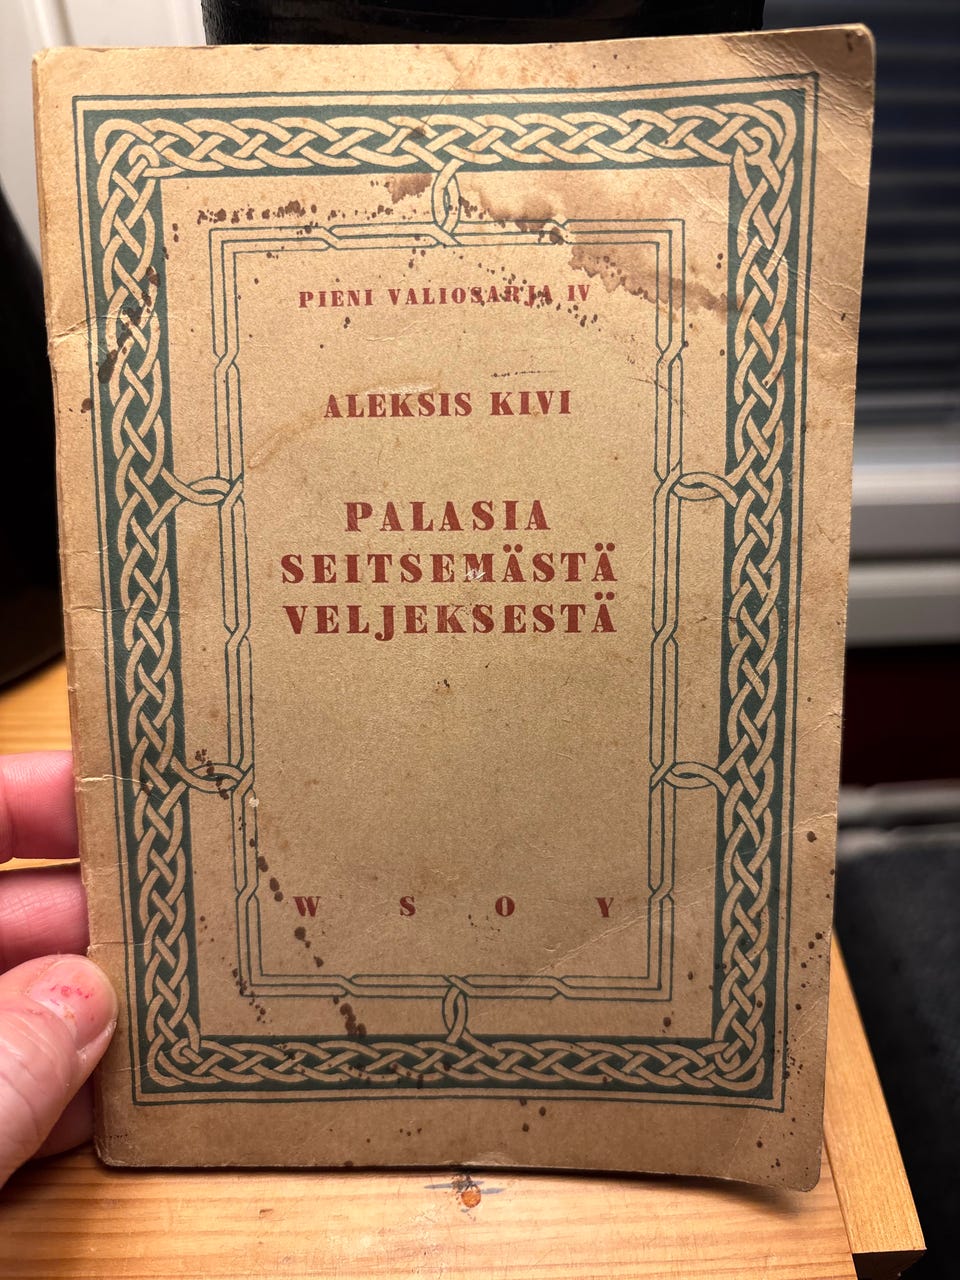 PIENI VALIOSARJA IV
ALEKSIS KIVI
PALASIA
SEITSEMÄSTÄ
VELJEKSESTÄ
W S O Y